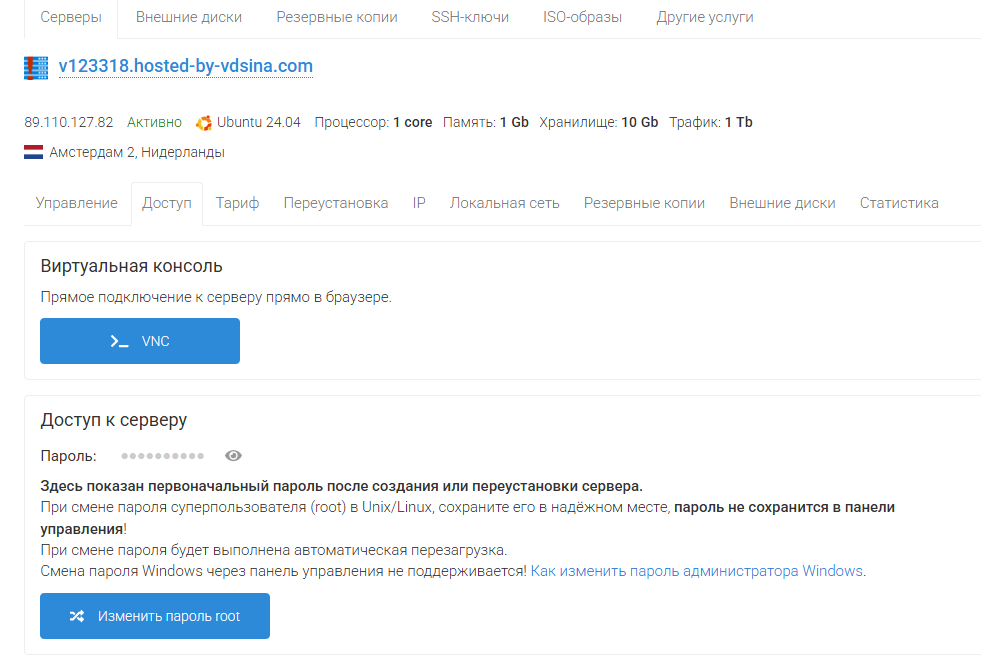 Серверы Внешние диски Резервные копии SSH-ключи ISO-образы Другие услуги
v123318.hosted-by-vdsina.com
89.110.127.82 Активно Ubuntu 24.04 Процессор: 1 core Память: 1 Gb Хранилище: 10 Gb Трафик: 1 Tb
Амстердам 2, Нидерланды
Управление Доступ Тариф Переустановка IP Локальная сеть Резервные копии Внешние диски Статистика
Виртуальная консоль
Прямое подключение к серверу прямо в браузере.
VNC
Доступ к серверу
Пароль:
Здесь показан первоначальный пароль после создания или переустановки сервера.
При смене пароля суперпользователя (root) в Unix/Linux, сохраните его в надёжном месте, пароль не сохранится в панели
управления!
При смене пароля будет выполнена автоматическая перезагрузка.
Смена пароля Windows через панель управления не поддерживается! Как изменить пароль администратора Windows.
Изменить пароль root